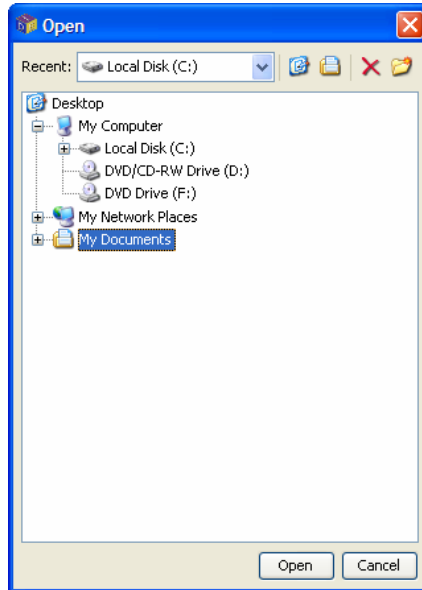 Open
Recent: Local Disk (C:)
Desktop
My Computer
Local Disk (C:)
DVD/CD-RW Drive (D:)
DVD Drive (F:)
My Network Places
My Documents
Open Cancel